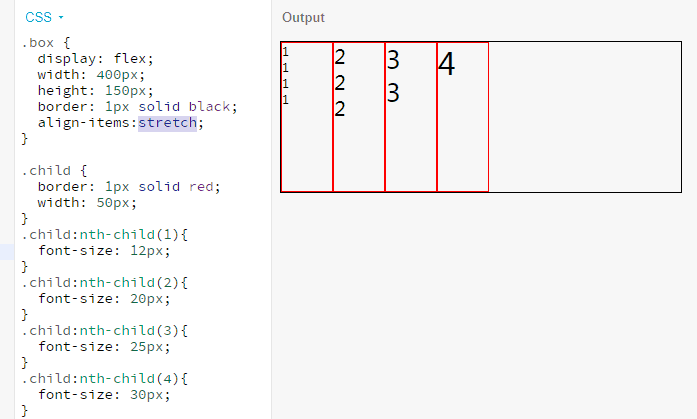 CSS
.box {
display: flex;
width: 400px;
height: 150px;
border: 1px solid black;
align-items:stretch;
}
.child {
border: 1px solid red;
width: 50px;
}
.child:nth-child(1){
font-size: 12px;
}
.child:nth-child(2){
font-size: 20px;
}
.child:nth-child(3){
font-size: 25px;
}
.child:nth-child(4){
font-size: 30px;
}
Output
1
1
1
1
2
2
2
3
3
4